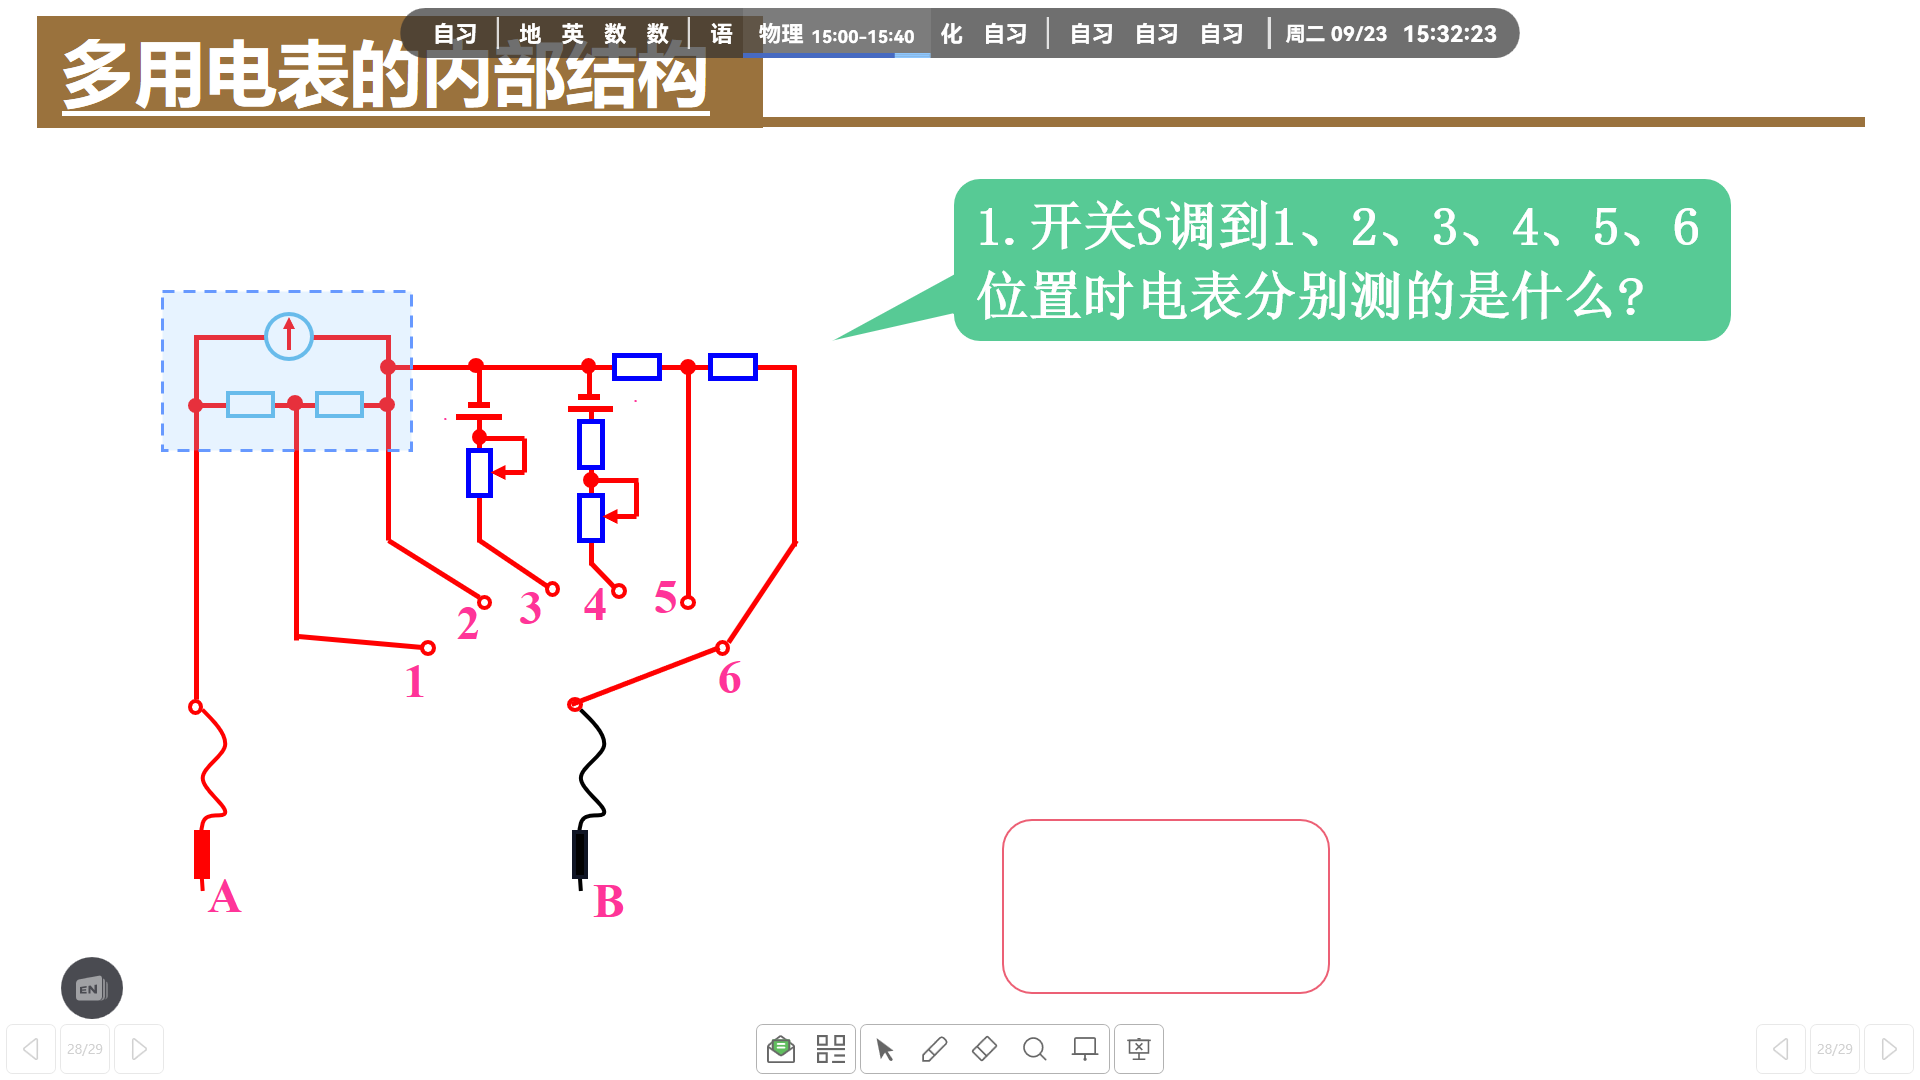 自习 地 英 数 数 语 物理 15:00-15:40 化 自习 自习 自习 自习 周二 09/23 15:32:23
多用电表的内部结构
1.开关S调到1、2、3、4、5、6
位置时电表分别测的是什么?
1
2
3
4
5
6
A
B
EN
28/29
28/29